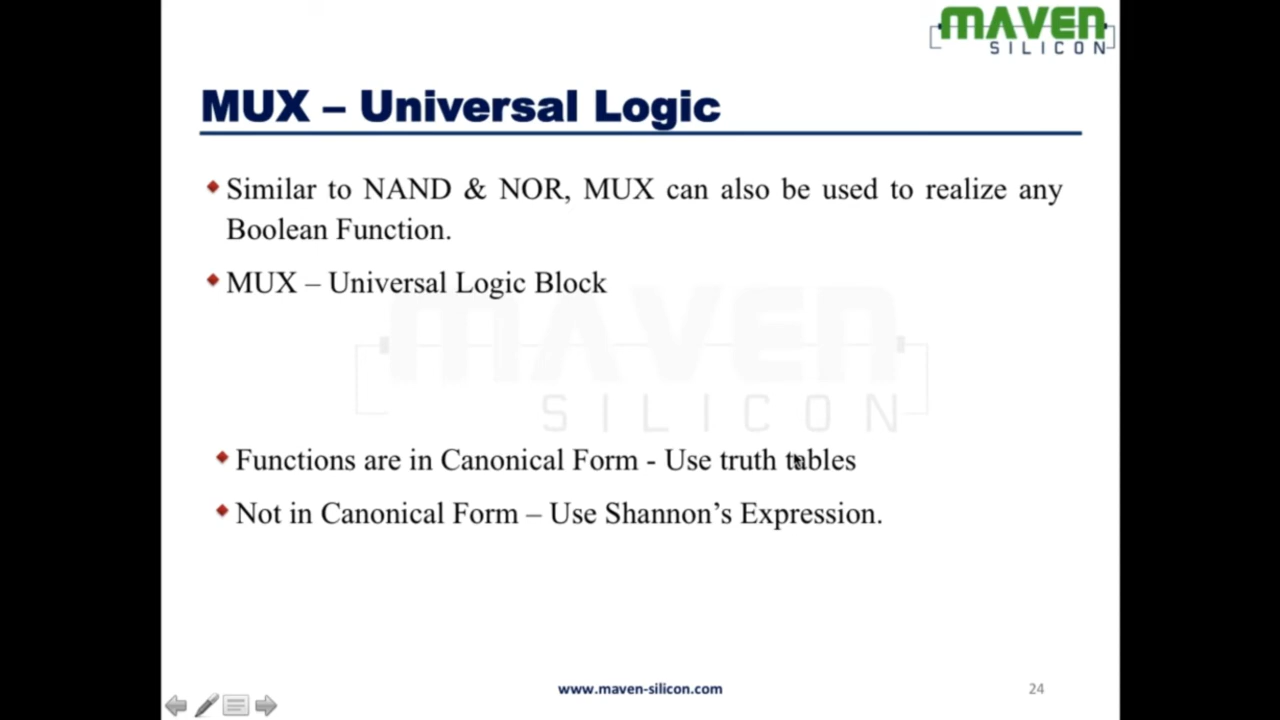 MAVEN
SILICON
MUX – Universal Logic
Similar to NAND & NOR, MUX can also be used to realize any
Boolean Function.
MUX – Universal Logic Block
MAVEN
SILICON
Functions are in Canonical Form - Use truth tables
Not in Canonical Form – Use Shannon’s Expression.
www.maven-silicon.com
24